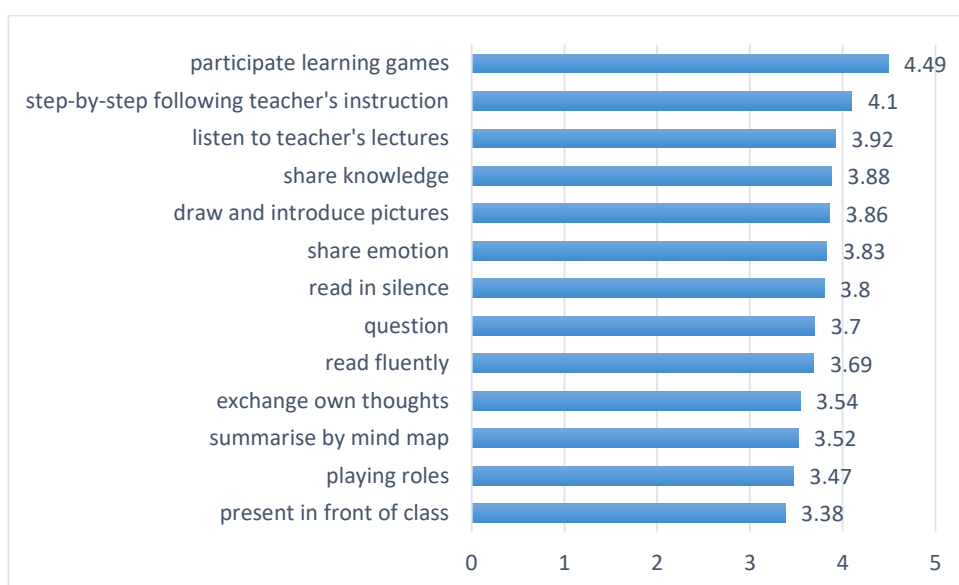 participate learning games 4.49
step-by-step following teacher's instruction 4.1
listen to teacher's lectures 3.92
share knowledge 3.88
draw and introduce pictures 3.86
share emotion 3.83
read in silence 3.8
question 3.7
read fluently 3.69
exchange own thoughts 3.54
summarise by mind map 3.52
playing roles 3.47
present in front of class 3.38
0 1 2 3 4 5